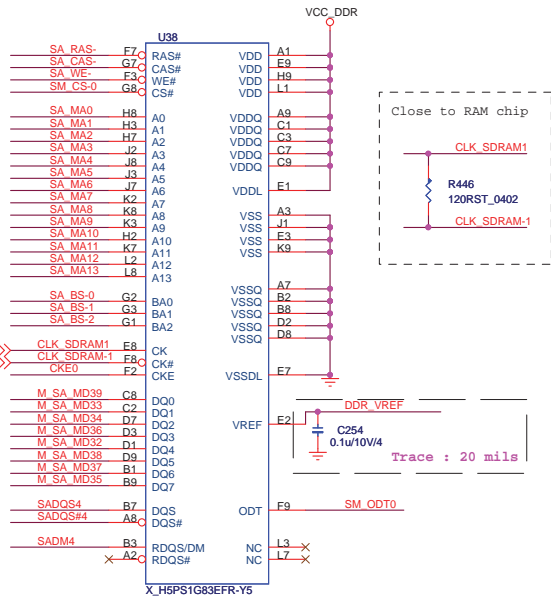 VCC_DDR
U38
SA_RAS- F7 RAS# VDD A1
SA_CAS- G7 CAS# VDD E9
SA_WE- F3 WE# VDD H9
SM_CS-0 G8 CS# VDD L1
SA_MA0 H8 A0 VDDQ A9
SA_MA1 H3 A1 VDDQ C1
SA_MA2 H7 A2 VDDQ C3
SA_MA3 J2 A3 VDDQ C7
SA_MA4 J8 A4 VDDQ C9
SA_MA5 J3 A5
SA_MA6 J7 A6 VDDL E1
SA_MA7 K2 A7
SA_MA8 K8 A8 VSS A3
SA_MA9 K3 A9 VSS J1
SA_MA10 H2 A10 VSS E3
SA_MA11 K7 A11 VSS K9
SA_MA12 L2 A12
SA_MA13 L8 A13
VSSQ A7
SA_BS-0 G2 BA0 VSSQ B2
SA_BS-1 G3 BA1 VSSQ B8
SA_BS-2 G1 BA2 VSSQ D2
VSSQ D8
CLK_SDRAM1 E8 CK
CLK_SDRAM-1 F8 CK#
CKE0 F2 CKE VSSDL E7
M_SA_MD39 C8 DQ0
M_SA_MD33 C2 DQ1
M_SA_MD34 D7 DQ2 VREF E2
M_SA_MD36 D3 DQ3
M_SA_MD32 D1 DQ4
M_SA_MD38 D9 DQ5
M_SA_MD37 B1 DQ6
M_SA_MD35 B9 DQ7
SADQS4 B7 DQS ODT F9 SM_ODT0
SADQS#4 A8 DQS#
SADM4 B3 RDQS/DM NC L3
A2 RDQS# NC L7
X_H5PS1G83EFR-Y5
Close to RAM chip
CLK_SDRAM1
R446
120RST_0402
CLK_SDRAM-1
DDR_VREF
C254
0.1u/10V/4
Trace : 20 mils